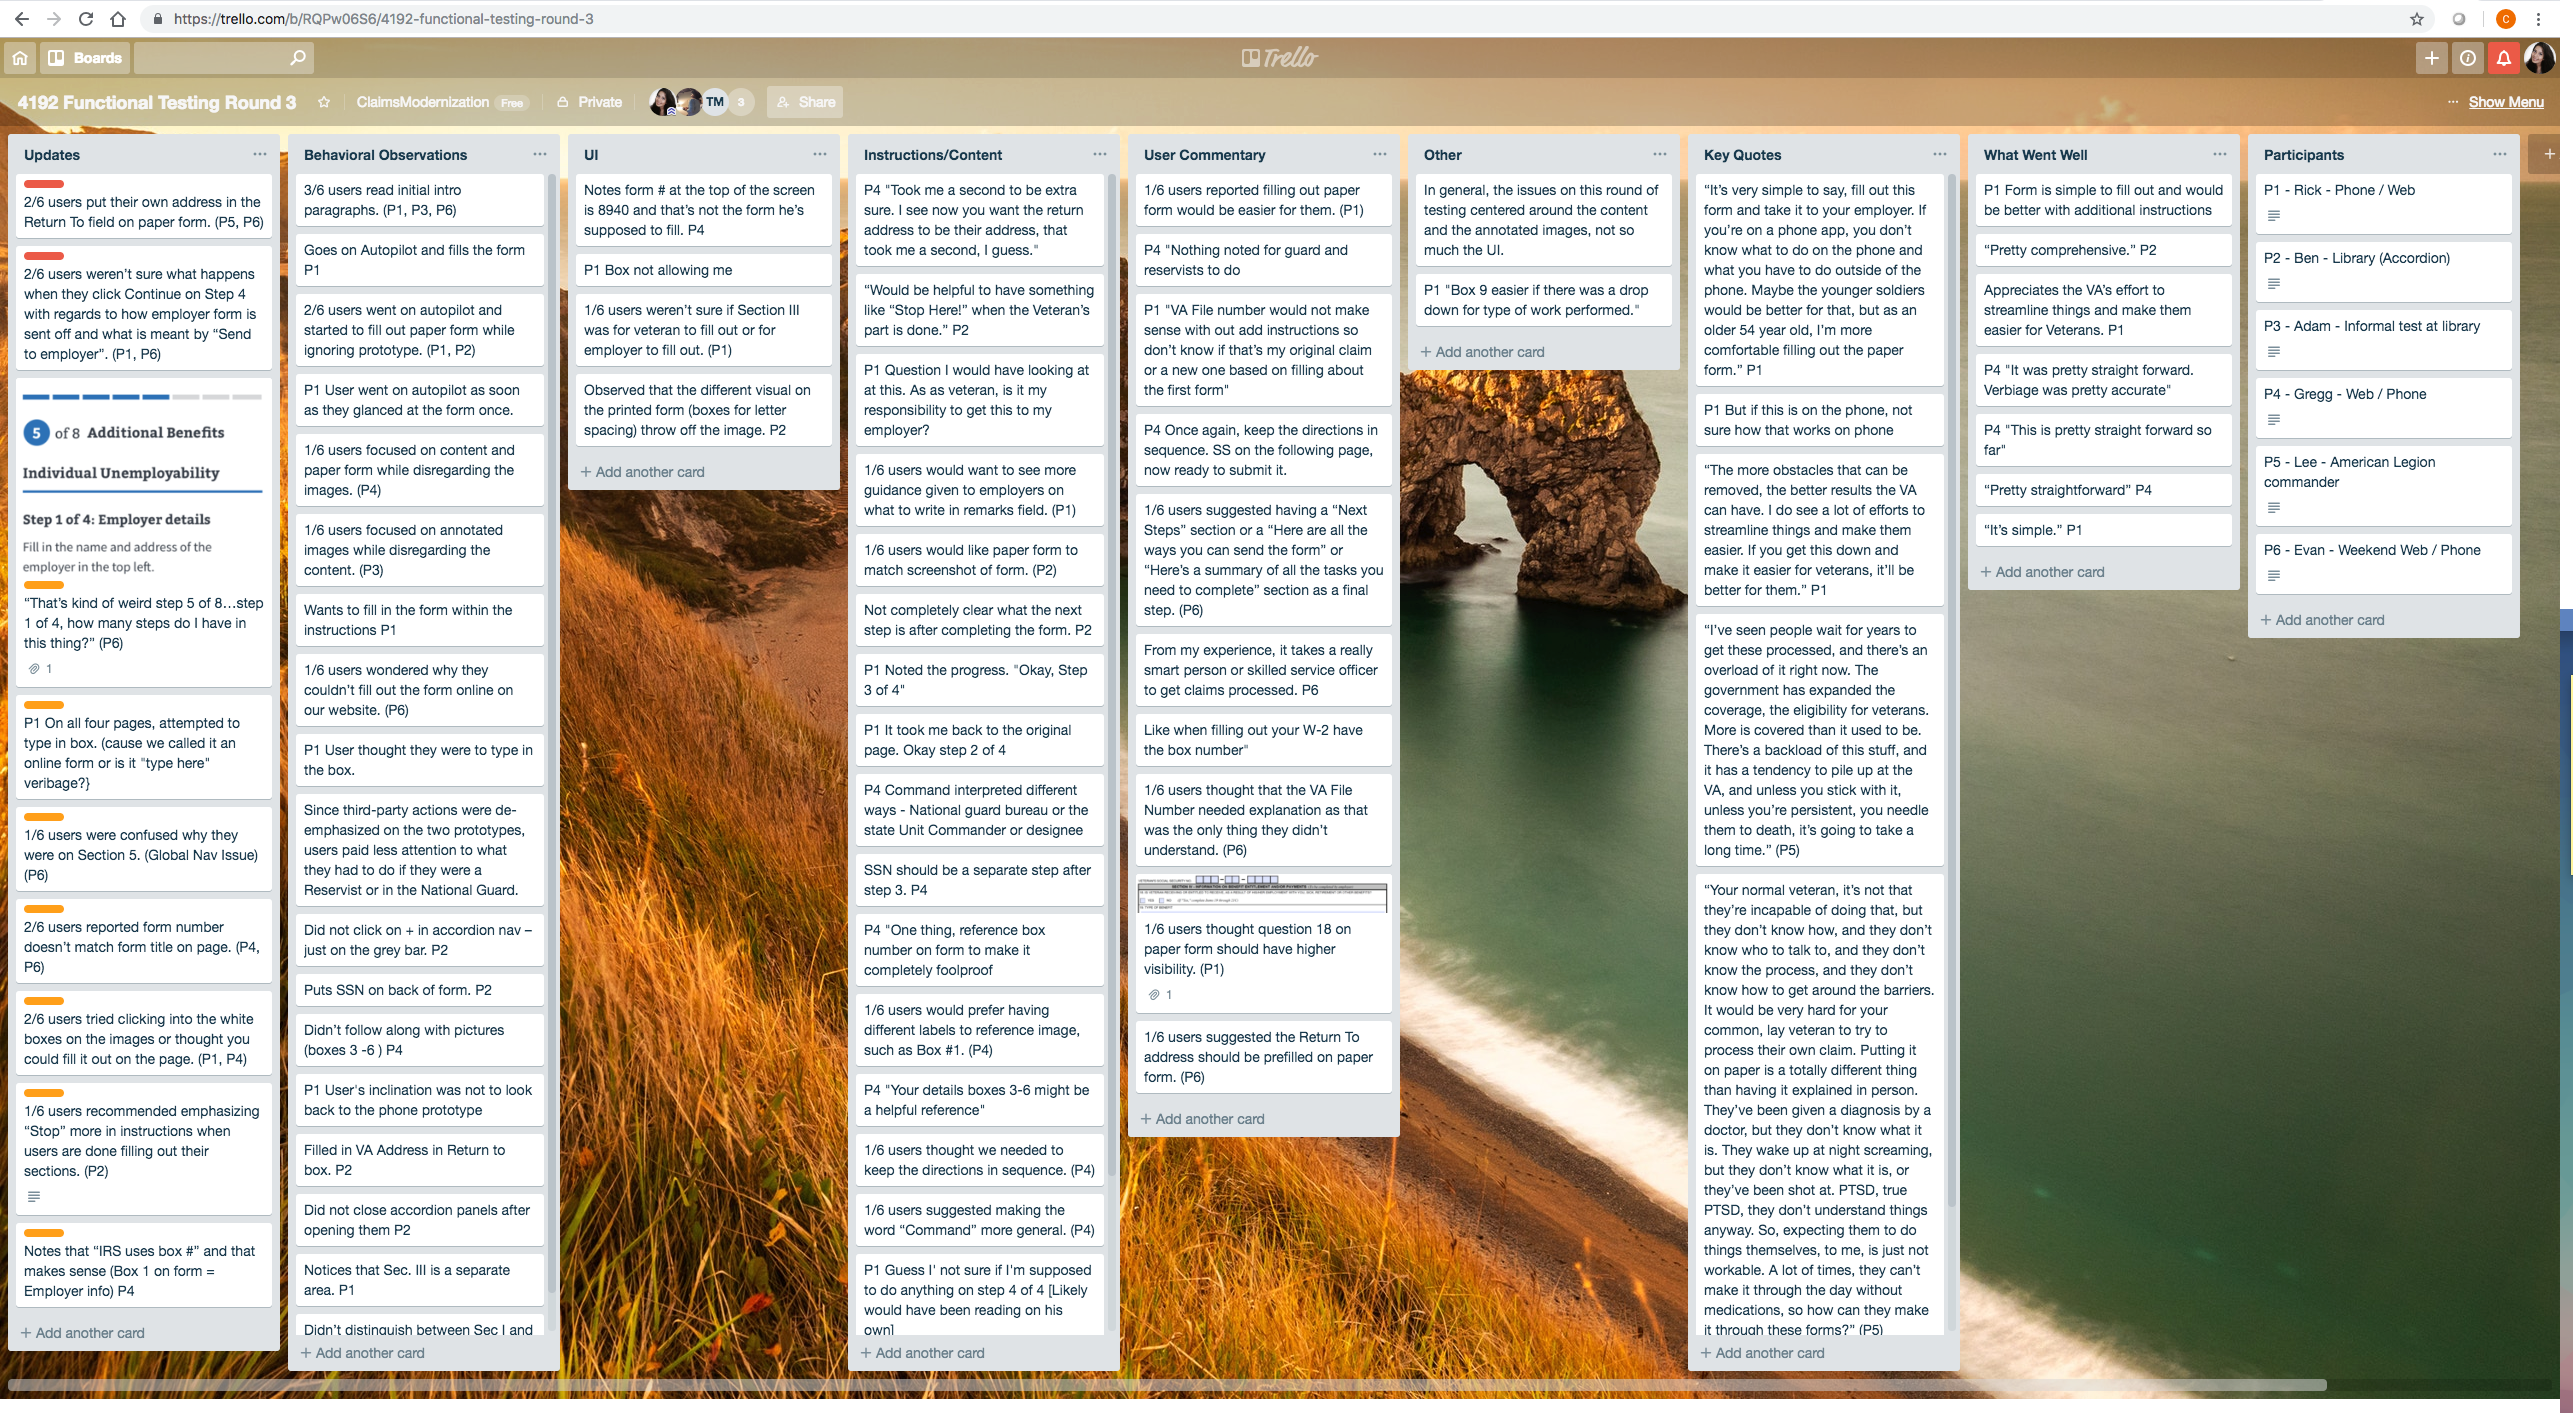 https://trello.com/b/RQPw06S6/4192-functional-testing-round-3
C
Boards
Trello
4192 Functional Testing Round 3
ClaimsModernization Free
Private
TM
3
Share
... Show Menu
Updates
2/6 users put their own address in the
Return To field on paper form. (P5, P6)
2/6 users weren’t sure what happens
when they click Continue on Step 4
with regards to how employer form is
sent off and what is meant by “Send
to employer”. (P1, P6)
5 of 8 Additional Benefits
Individual Unemployability
Step 1 of 4: Employer details
Fill in the name and address of the
employer in the top left.
“That’s kind of weird step 5 of 8…step
1 of 4, how many steps do I have in
this thing?” (P6)
1
P1 On all four pages, attempted to
type in box. (cause we called it an
online form or is it "type here"
veribage?}
1/6 users were confused why they
were on Section 5. (Global Nav Issue)
(P6)
2/6 users reported form number
doesn’t match form title on page. (P4,
P6)
2/6 users tried clicking into the white
boxes on the images or thought you
could fill it out on the page. (P1, P4)
1/6 users recommended emphasizing
“Stop” more in instructions when
users are done filling out their
sections. (P2)
Notes that “IRS uses box #” and that
makes sense (Box 1 on form =
Employer info) P4
+ Add another card
Behavioral Observations
3/6 users read initial intro
paragraphs. (P1, P3, P6)
Goes on Autopilot and fills the form
P1
2/6 users went on autopilot and
started to fill out paper form while
ignoring prototype. (P1, P2)
P1 User went on autopilot as soon
as they glanced at the form once.
1/6 users focused on content and
paper form while disregarding the
images. (P4)
1/6 users focused on annotated
images while disregarding the
content. (P3)
Wants to fill in the form within the
instructions P1
1/6 users wondered why they
couldn’t fill out the form online on
our website. (P6)
P1 User thought they were to type in
the box.
Since third-party actions were de-
emphasized on the two prototypes,
users paid less attention to what
they had to do if they were a
Reservist or in the National Guard.
Did not click on + in accordion nav –
just on the grey bar. P2
Puts SSN on back of form. P2
Didn’t follow along with pictures
(boxes 3 -6 ) P4
P1 User's inclination was not to look
back to the phone prototype
Filled in VA Address in Return to
box. P2
Did not close accordion panels after
opening them P2
Notices that Sec. III is a separate
area. P1
Didn’t distinguish between Sec I and
+ Add another card
UI
Notes form # at the top of the screen
is 8940 and that’s not the form he’s
supposed to fill. P4
P1 Box not allowing me
1/6 users weren’t sure if Section III
was for veteran to fill out or for
employer to fill out. (P1)
Observed that the different visual on
the printed form (boxes for letter
spacing) throw off the image. P2
+ Add another card
Instructions/Content
P4 "Took me a second to be extra
sure. I see now you want the return
address to be their address, that
took me a second, I guess."
“Would be helpful to have something
like “Stop Here!” when the Veteran’s
part is done.” P2
P1 Question I would have looking at
at this. As as veteran, is it my
responsibility to get this to my
employer?
1/6 users would want to see more
guidance given to employers on
what to write in remarks field. (P1)
1/6 users would like paper form to
match screenshot of form. (P2)
Not completely clear what the next
step is after completing the form. P2
P1 Noted the progress. "Okay, Step
3 of 4"
P1 It took me back to the original
page. Okay step 2 of 4
P4 Command interpreted different
ways - National guard bureau or the
state Unit Commander or designee
SSN should be a separate step after
step 3. P4
P4 "One thing, reference box
number on form to make it
completely foolproof
1/6 users would prefer having
different labels to reference image,
such as Box #1. (P4)
P4 "Your details boxes 3-6 might be
a helpful reference"
1/6 users thought we needed to
keep the directions in sequence. (P4)
1/6 users suggested making the
word “Command” more general. (P4)
P1 Guess I' not sure if I'm supposed
to do anything on step 4 of 4 [Likely
would have been reading on his
own]
+ Add another card
User Commentary
1/6 users reported filling out paper
form would be easier for them. (P1)
P4 "Nothing noted for guard and
reservists to do
P1 "VA File number would not make
sense with out add instructions so
don’t know if that’s my original claim
or a new one based on filling about
the first form"
P4 Once again, keep the directions in
sequence. SS on the following page,
now ready to submit it.
1/6 users suggested having a “Next
Steps” section or a “Here are all the
ways you can send the form” or
“Here’s a summary of all the tasks you
need to complete” section as a final
step. (P6)
From my experience, it takes a really
smart person or skilled service officer
to get claims processed. P6
Like when filling out your W-2 have
the box number"
1/6 users thought that the VA File
Number needed explanation as that
was the only thing they didn’t
understand. (P6)
1/6 users thought question 18 on
paper form should have higher
visibility. (P1)
1
1/6 users suggested the Return To
address should be prefilled on paper
form. (P6)
+ Add another card
Other
In general, the issues on this round of
testing centered around the content
and the annotated images, not so
much the UI.
P1 "Box 9 easier if there was a drop
down for type of work performed."
+ Add another card
Key Quotes
“It’s very simple to say, fill out this
form and take it to your employer. If
you’re on a phone app, you don’t
know what to do on the phone and
what you have to do outside of the
phone. Maybe the younger soldiers
would be better for that, but as an
older 54 year old, I’m more
comfortable filling out the paper
form.” P1
P1 But if this is on the phone, not
sure how that works on phone
“The more obstacles that can be
removed, the better results the VA
can have. I do see a lot of efforts to
streamline things and make them
easier. If you get this down and
make it easier for veterans, it’ll be
better for them.” P1
“I’ve seen people wait for years to
get these processed, and there’s an
overload of it right now. The
government has expanded the
coverage, the eligibility for veterans.
More is covered than it used to be.
There’s a backload of this stuff, and
it has a tendency to pile up at the
VA, and unless you stick with it,
unless you’re persistent, you needle
them to death, it’s going to take a
long time.” (P5)
“Your normal veteran, it’s not that
they’re incapable of doing that, but
they don’t know how, and they don’t
know who to talk to, and they don’t
know the process, and they don’t
know how to get around the barriers.
It would be very hard for your
common, lay veteran to try to
process their own claim. Putting it
on paper is a totally different thing
than having it explained in person.
They’ve been given a diagnosis by a
doctor, but they don’t know what it
is. They wake up at night screaming,
but they don’t know what it is, or
they’ve been shot at. PTSD, true
PTSD, they don’t understand things
anyway. So, expecting them to do
things themselves, to me, is just not
workable. A lot of times, they can’t
make it through the day without
medications, so how can they make
it through these forms?” (P5)
+ Add another card
What Went Well
P1 Form is simple to fill out and would
be better with additional instructions
“Pretty comprehensive.” P2
Appreciates the VA’s effort to
streamline things and make them
easier for Veterans. P1
P4 "It was pretty straight forward.
Verbiage was pretty accurate"
P4 "This is pretty straight forward so
far"
“Pretty straightforward” P4
“It’s simple.” P1
+ Add another card
Participants
P1 - Rick - Phone / Web
P2 - Ben - Library (Accordion)
P3 - Adam - Informal test at library
P4 - Gregg - Web / Phone
P5 - Lee - American Legion
commander
P6 - Evan - Weekend Web / Phone
+ Add another card